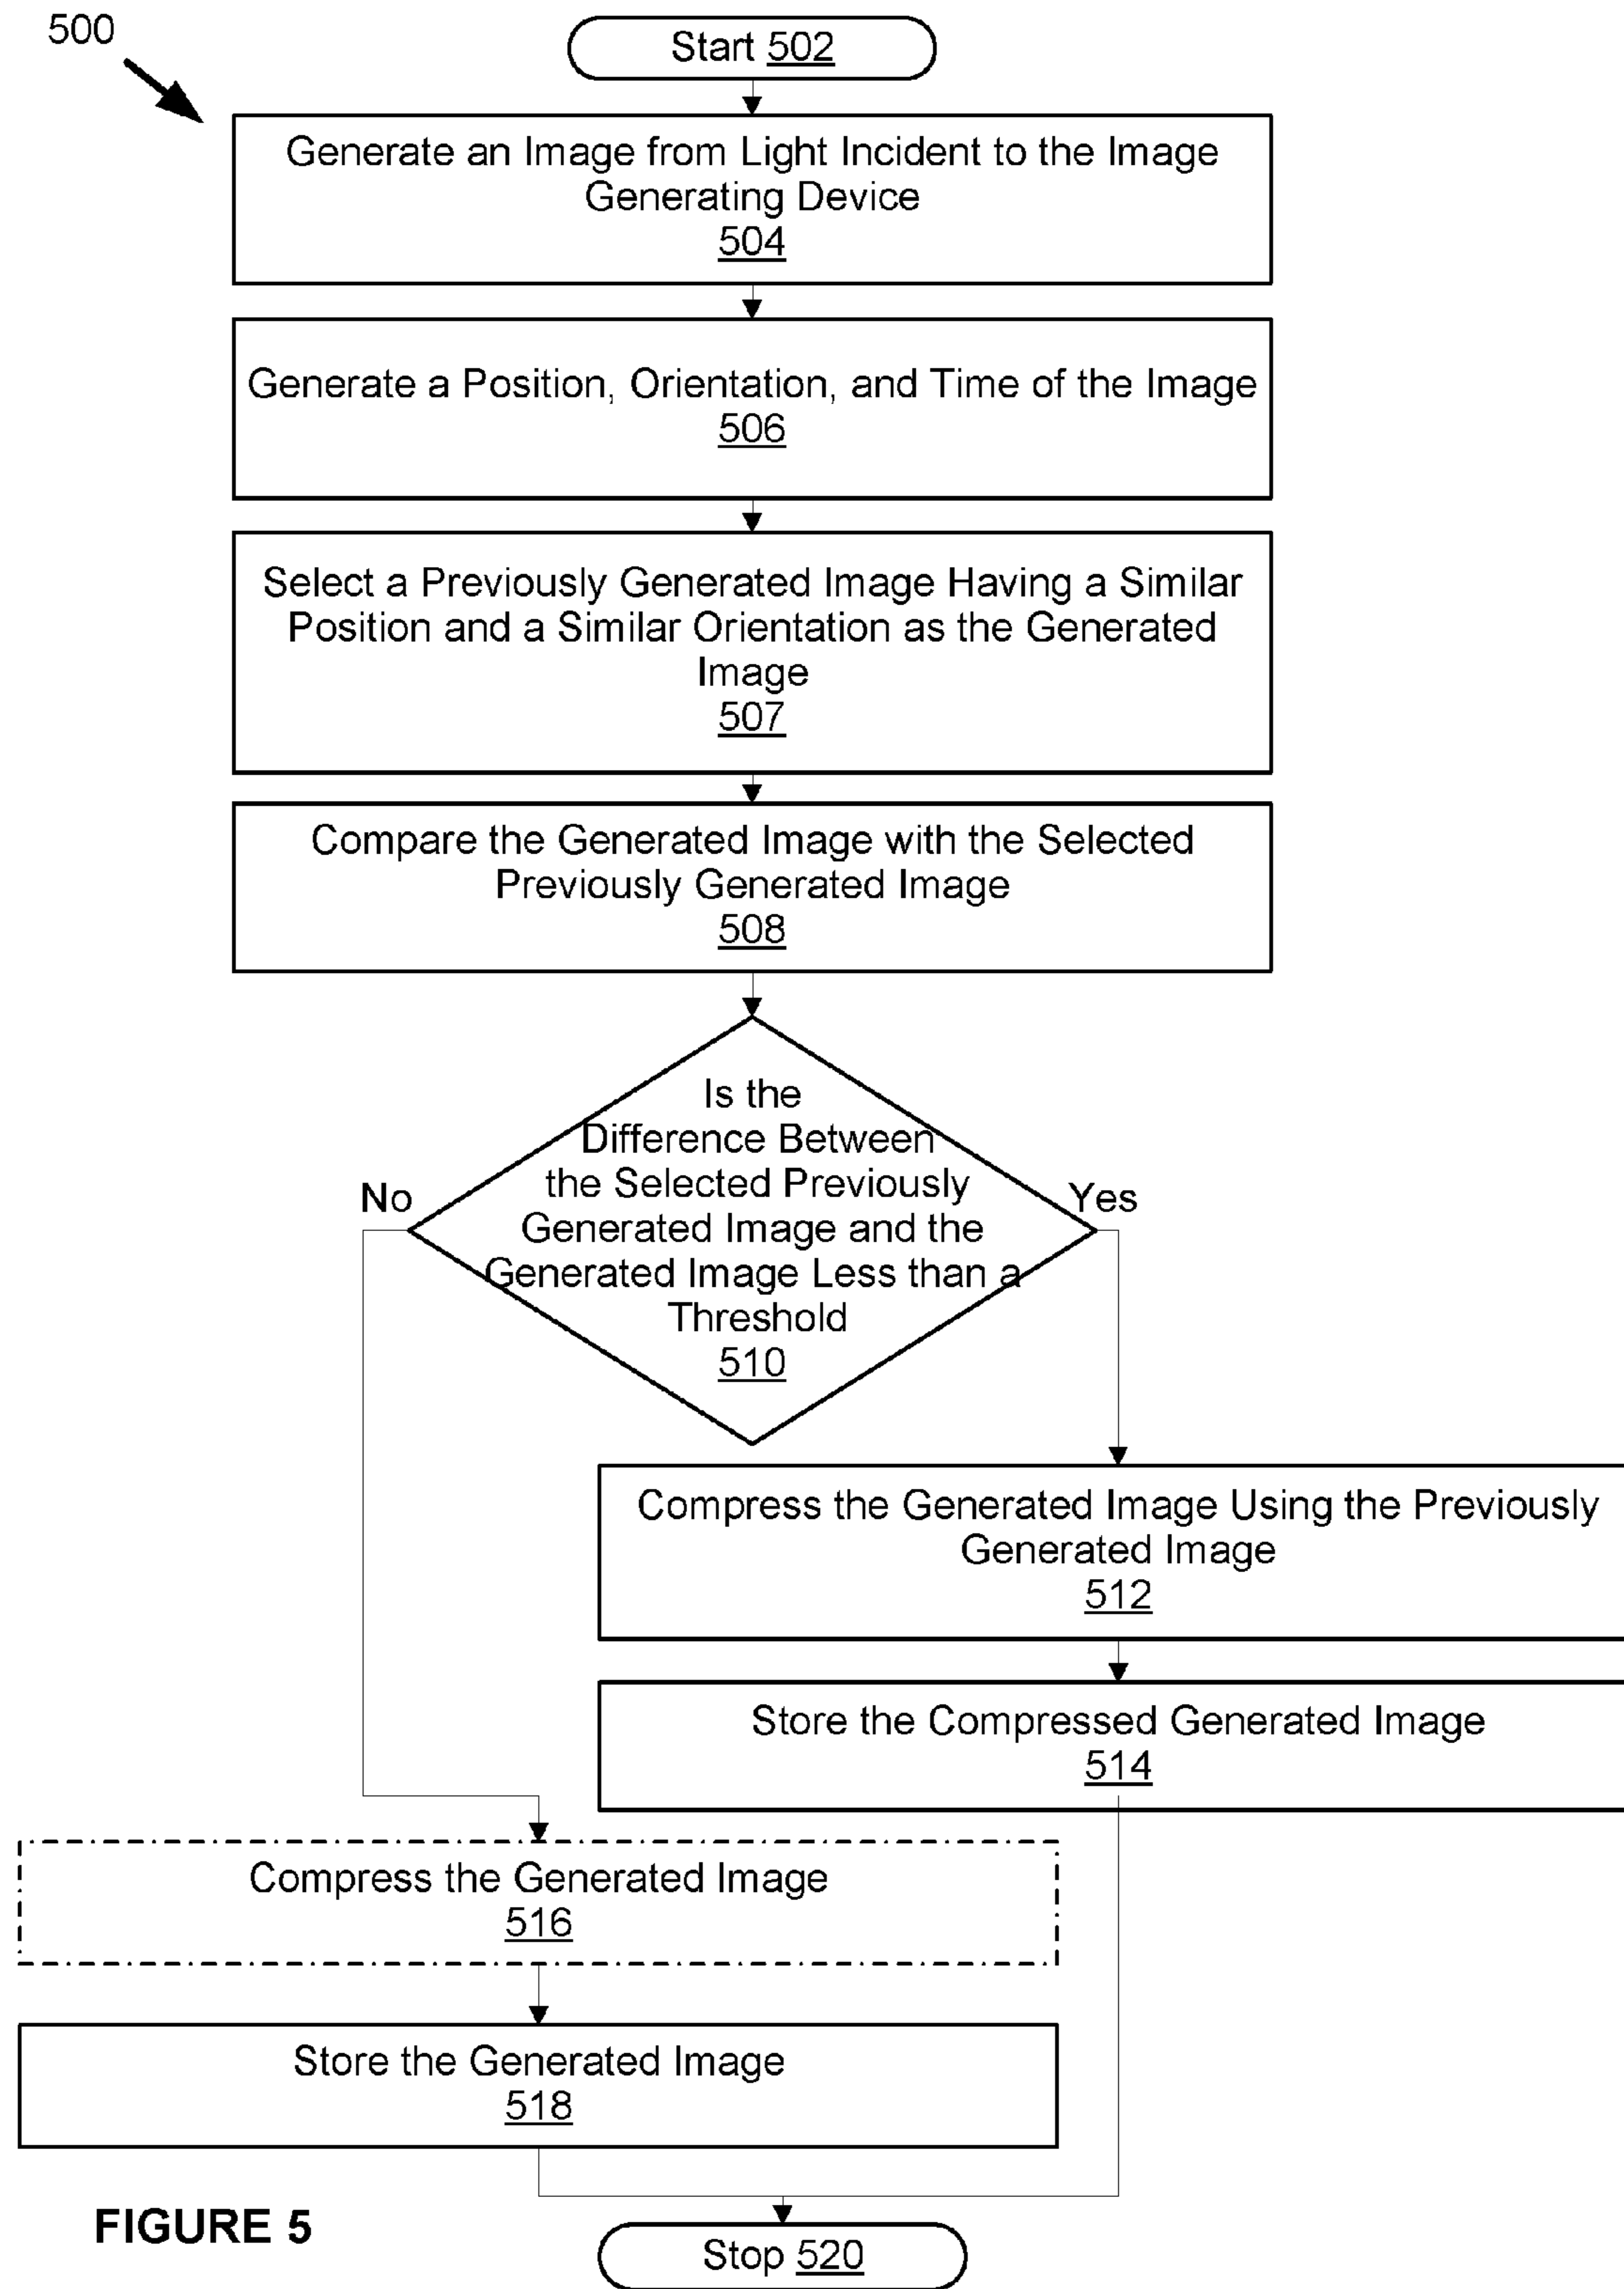 500
Start 502
Generate an Image from Light Incident to the Image
Generating Device
504
Generate a Position, Orientation, and Time of the Image
506
Select a Previously Generated Image Having a Similar
Position and a Similar Orientation as the Generated
Image
507
Compare the Generated Image with the Selected
Previously Generated Image
508
Is the
Difference Between
the Selected Previously
Generated Image and the
Generated Image Less than a
Threshold
510
No
Yes
Compress the Generated Image Using the Previously
Generated Image
512
Store the Compressed Generated Image
514
Compress the Generated Image
516
Store the Generated Image
518
FIGURE 5
Stop 520